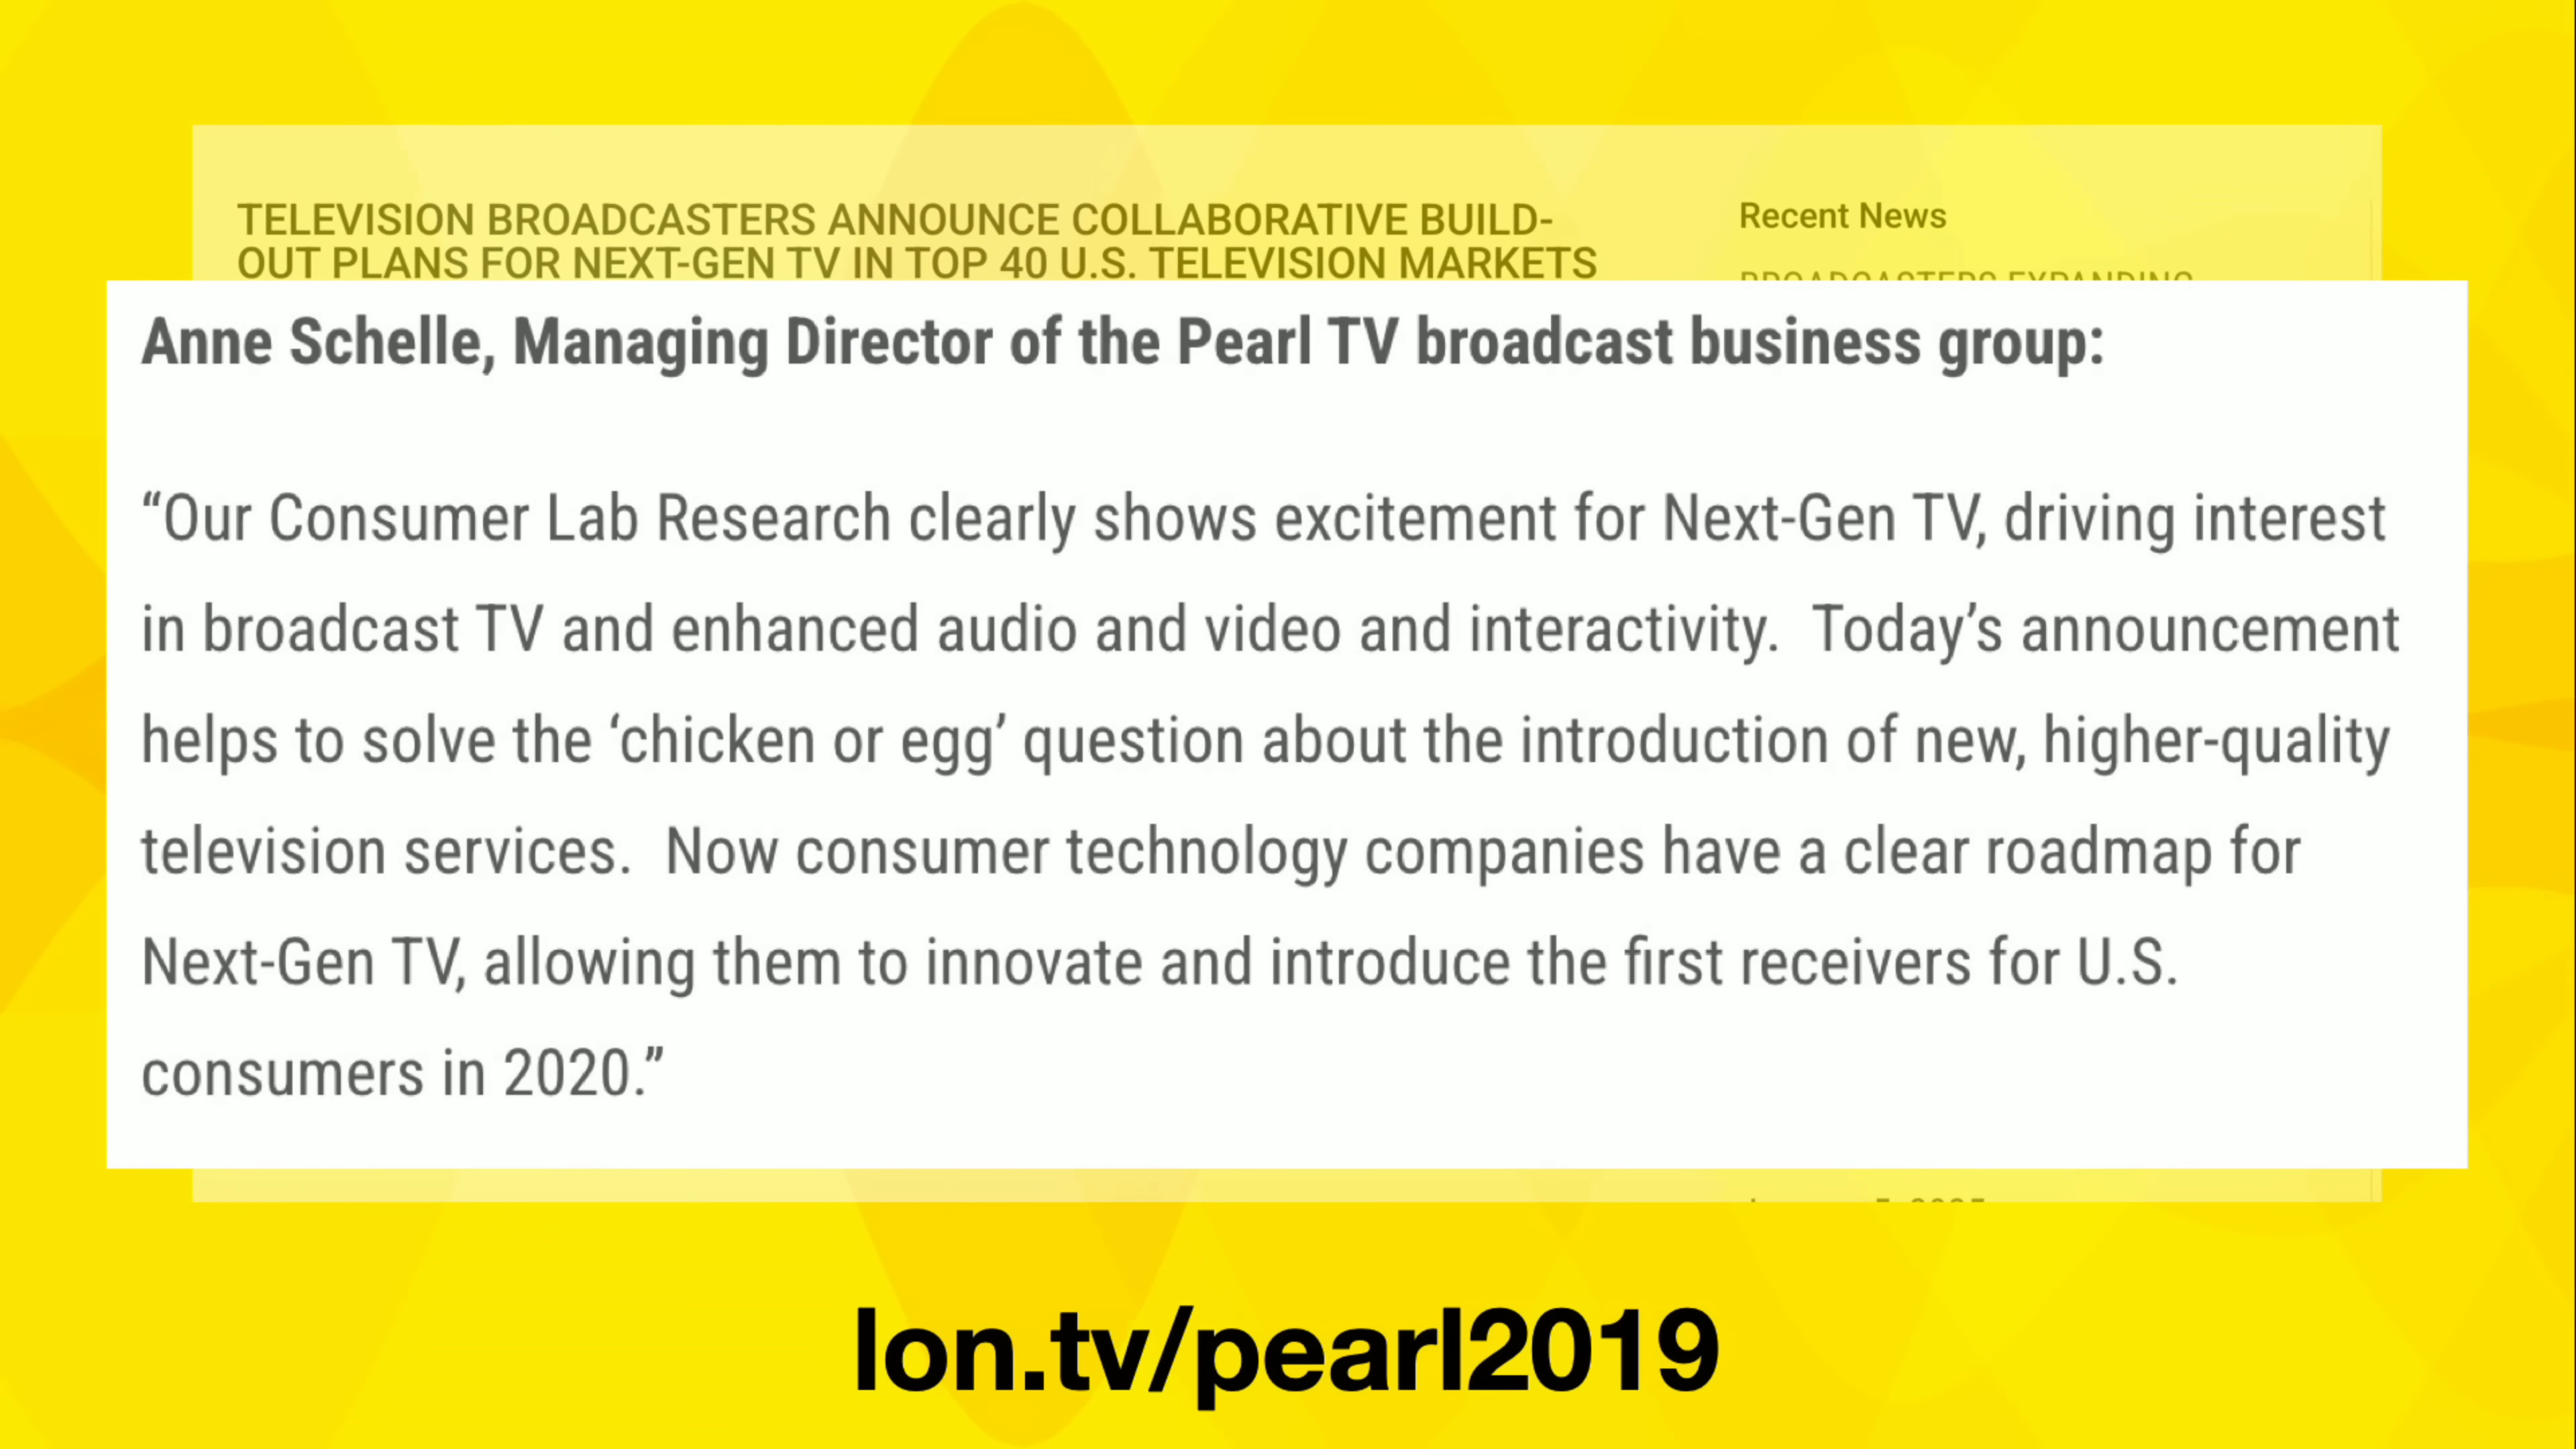 TELEVISION BROADCASTERS ANNOUNCE COLLABORATIVE BUILD-
OUT PLANS FOR NEXT-GEN TV IN TOP 40 U.S. TELEVISION MARKETS
Recent News
BROADCASTERS EXPANDING
Anne Schelle, Managing Director of the Pearl TV broadcast business group:
“Our Consumer Lab Research clearly shows excitement for Next-Gen TV, driving interest
in broadcast TV and enhanced audio and video and interactivity.  Today’s announcement
helps to solve the ‘chicken or egg’ question about the introduction of new, higher-quality
television services.  Now consumer technology companies have a clear roadmap for
Next-Gen TV, allowing them to innovate and introduce the first receivers for U.S.
consumers in 2020.”
lon.tv/pearl2019